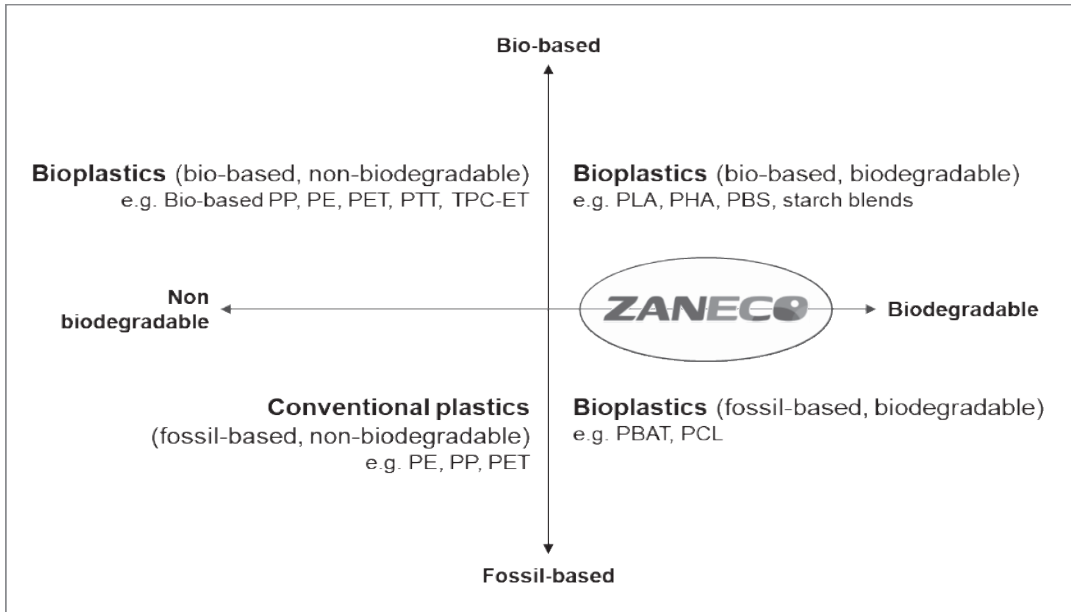 Bio-based
Bioplastics (bio-based, non-biodegradable)
e.g. Bio-based PP, PE, PET, PTT, TPC-ET
Bioplastics (bio-based, biodegradable)
e.g. PLA, PHA, PBS, starch blends
Non
biodegradable
ZANECO
Biodegradable
Conventional plastics
(fossil-based, non-biodegradable)
e.g. PE, PP, PET
Bioplastics (fossil-based, biodegradable)
e.g. PBAT, PCL
Fossil-based